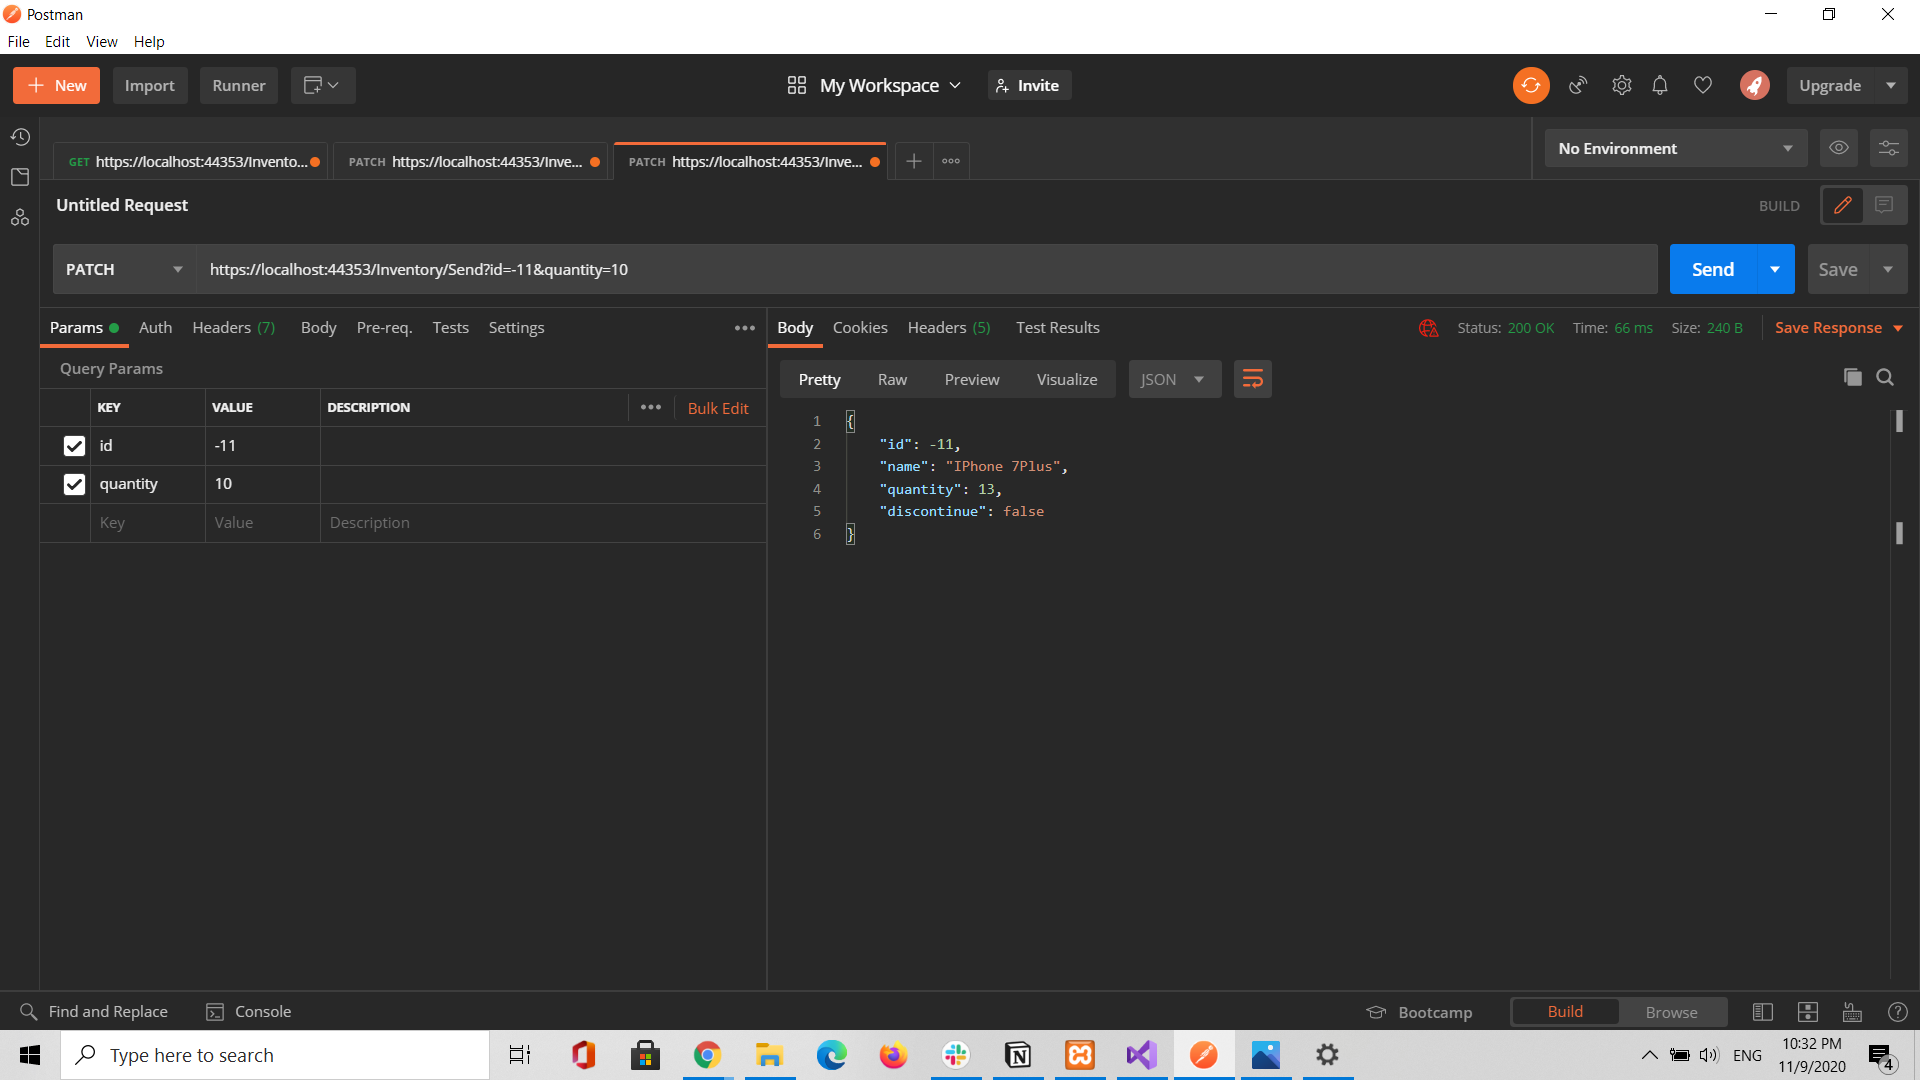 Postman
File Edit View Help
New Import Runner My Workspace Invite Upgrade
GET https://localhost:44353/Invento... PATCH https://localhost:44353/Inve... PATCH https://localhost:44353/Inve... No Environment
Untitled Request BUILD
PATCH https://localhost:44353/Inventory/Send?id=-11&quantity=10 Send Save
Params Auth Headers (7) Body Pre-req. Tests Settings
Body Cookies Headers (5) Test Results Status: 200 OK Time: 66 ms Size: 240 B Save Response
Query Params
KEY VALUE DESCRIPTION Bulk Edit
id -11
quantity 10
Key Value Description
Pretty Raw Preview Visualize JSON
1 {
2 "id": -11,
3 "name": "IPhone 7Plus",
4 "quantity": 13,
5 "discontinue": false
6 }
Find and Replace Console Bootcamp Build Browse
Type here to search ENG 10:32 PM
11/9/2020 4